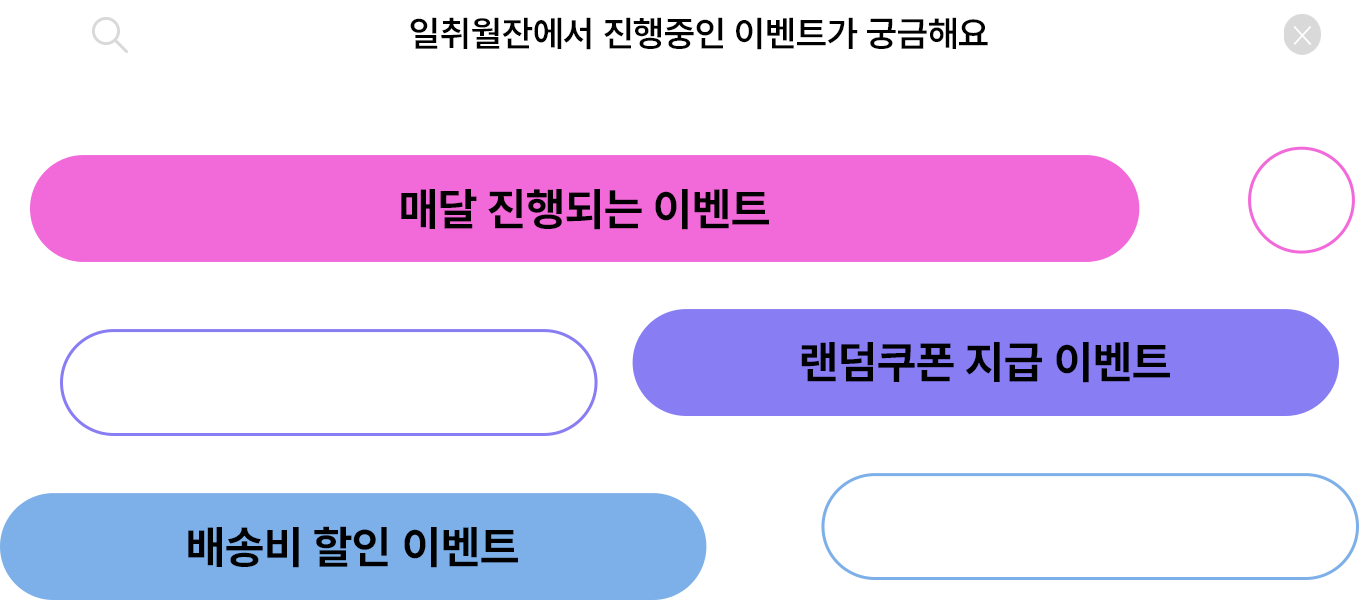 일취월잔에서 진행중인 이벤트가 궁금해요
매달 진행되는 이벤트
랜덤쿠폰 지급 이벤트
배송비 할인 이벤트